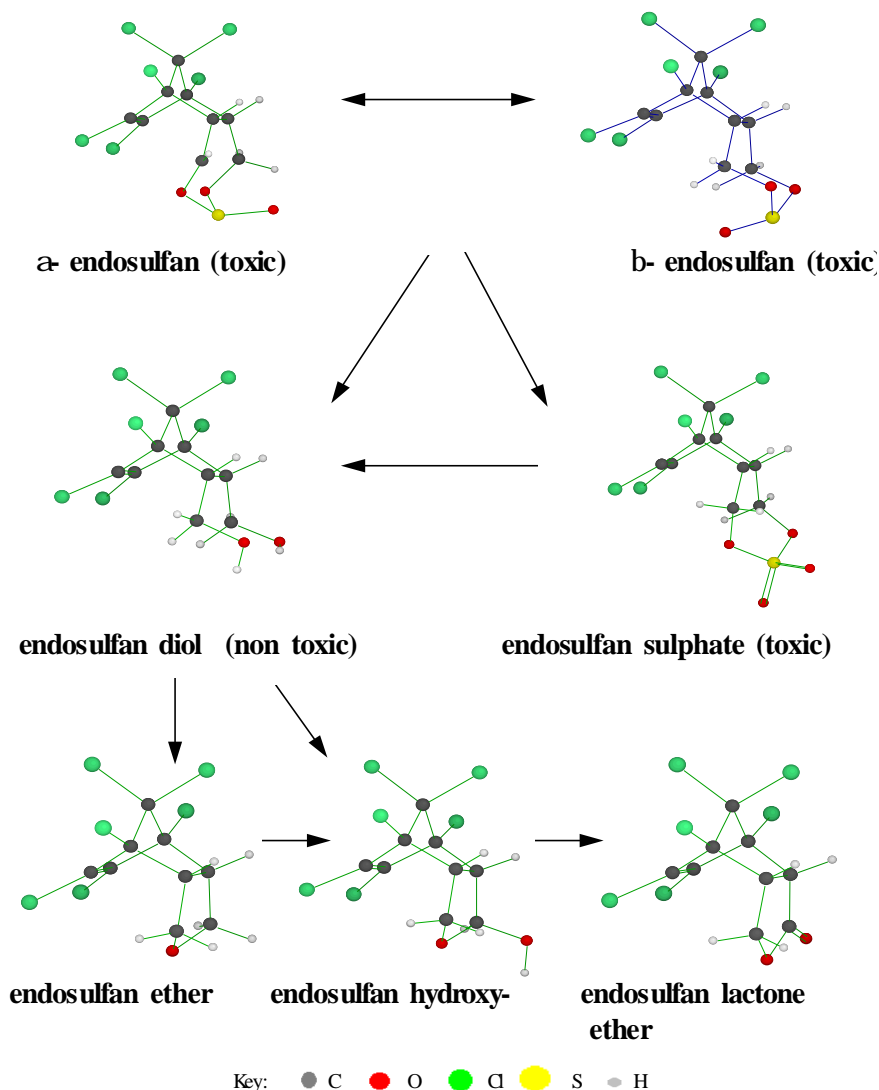 a- endosulfan (toxic)
b- endosulfan (toxic)
endosulfan diol (non toxic)
endosulfan sulphate (toxic)
endosulfan ether
endosulfan hydroxy-
endosulfan lactone
ether
Key: C O Cl S H